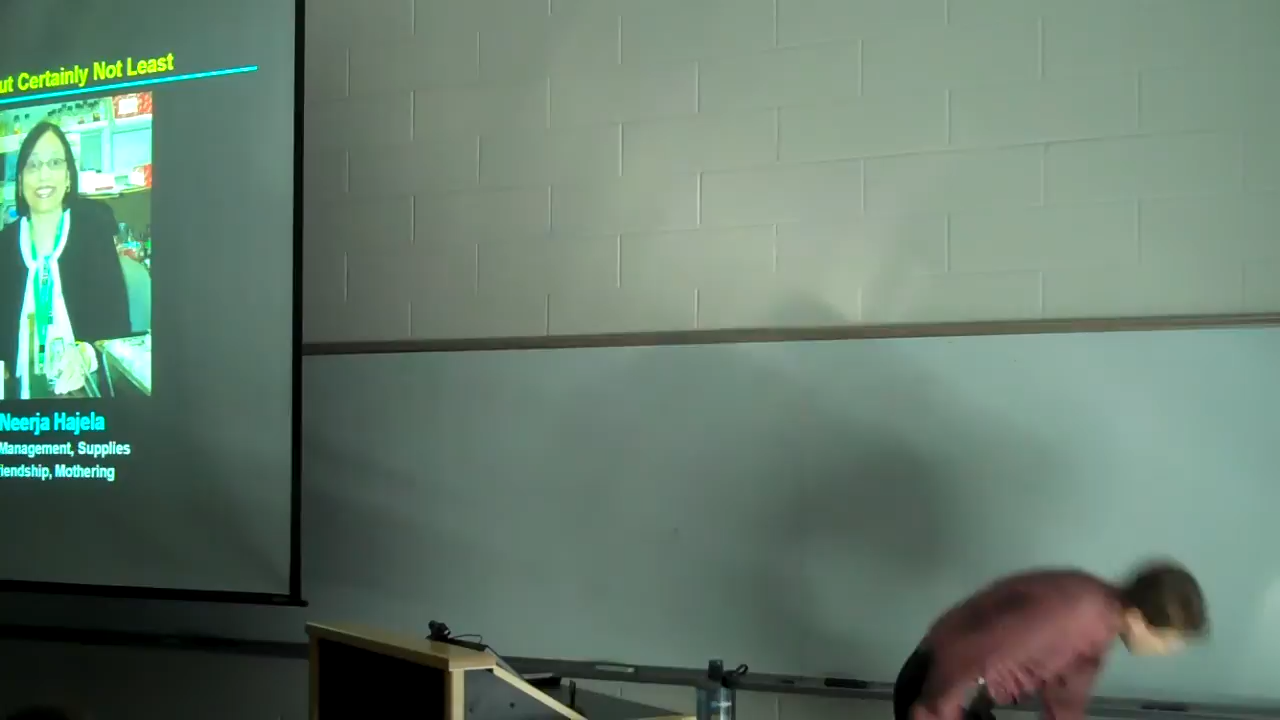 ut Certainly Not Least
Neerja Hajela
Management, Supplies
iendship, Mothering